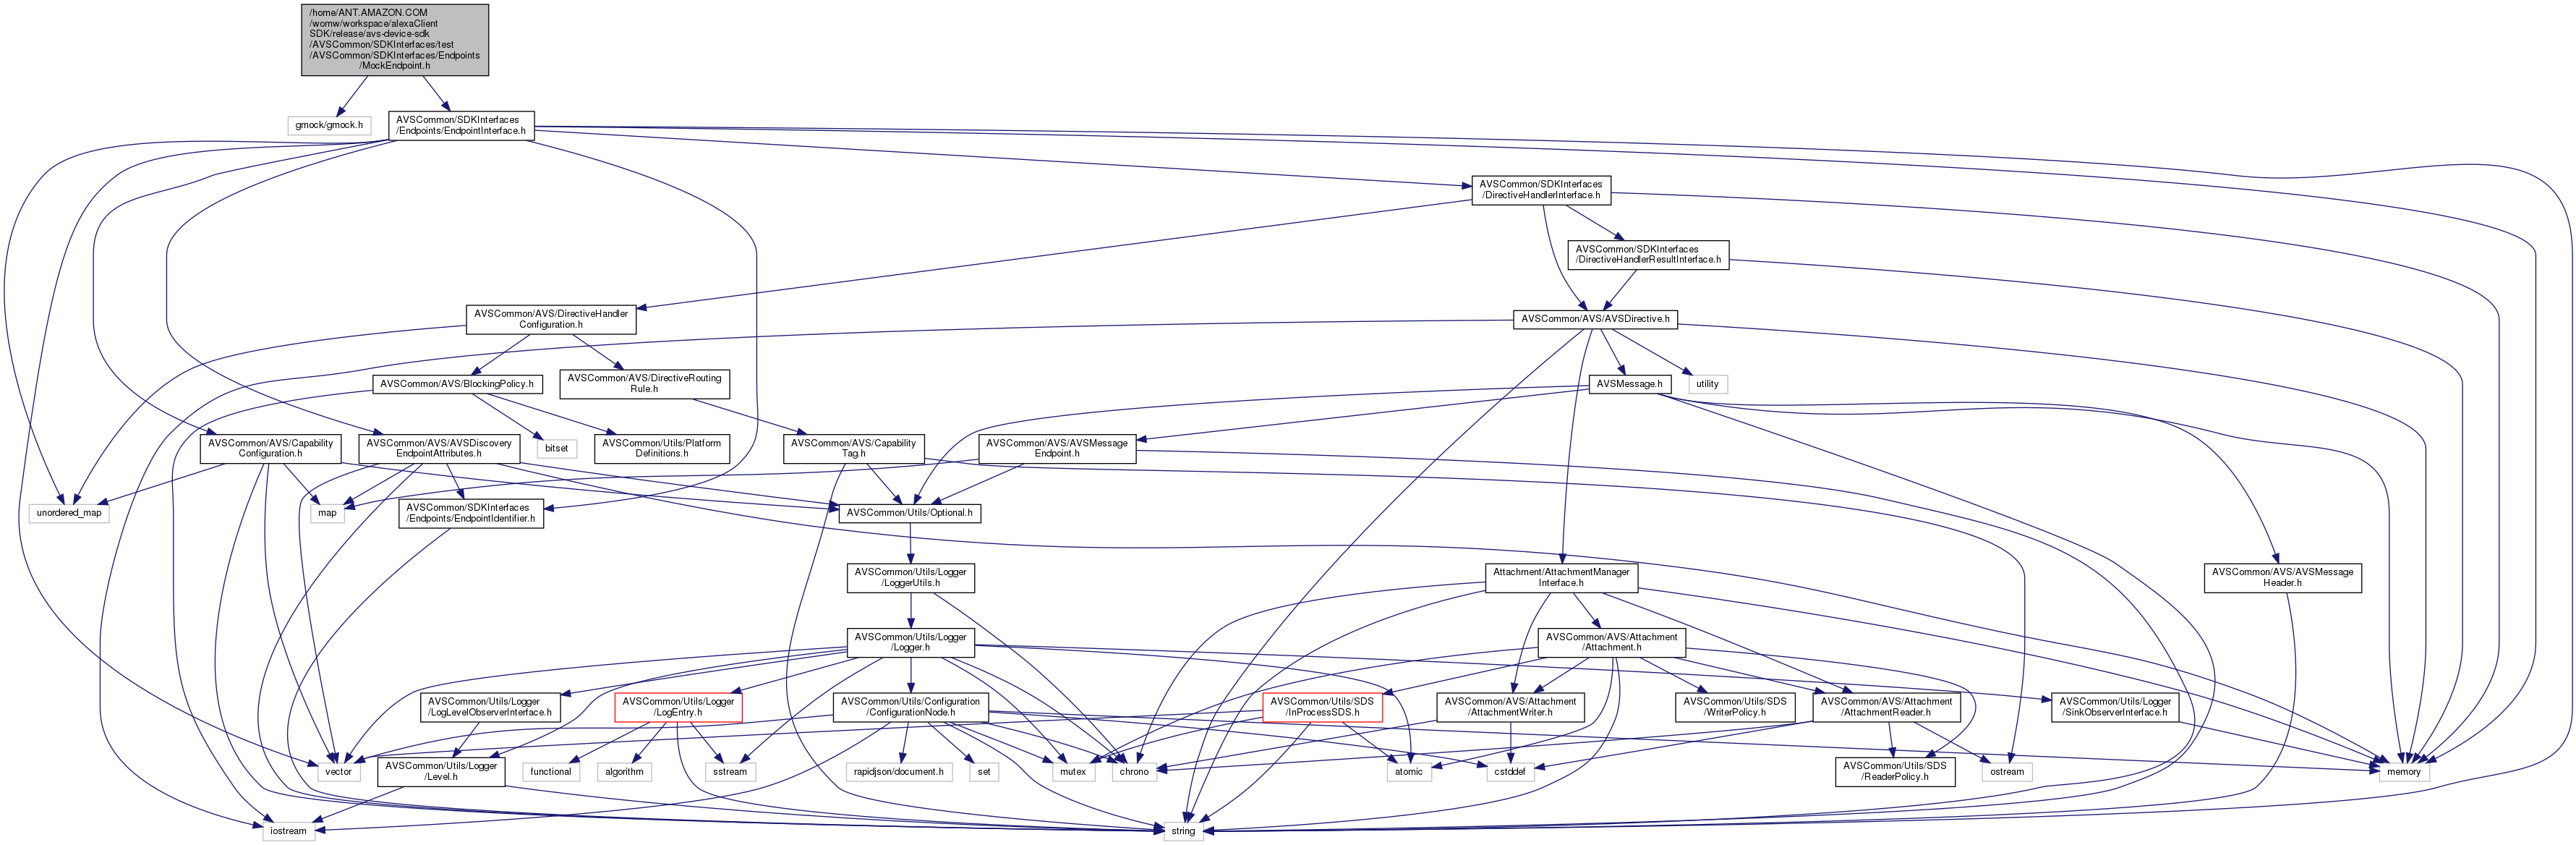 /home/ANT.AMAZON.COM
/womw/workspace/alexaClient
SDK/release/avs-device-sdk
/AVSCommon/SDKInterfaces/test
/AVSCommon/SDKInterfaces/Endpoints
/MockEndpoint.h
gmock/gmock.h
AVSCommon/SDKInterfaces
/Endpoints/EndpointInterface.h
AVSCommon/SDKInterfaces
/DirectiveHandlerInterface.h
AVSCommon/SDKInterfaces
/DirectiveHandlerResultInterface.h
AVSCommon/AVS/DirectiveHandler
Configuration.h
AVSCommon/AVS/AVSDirective.h
AVSCommon/AVS/BlockingPolicy.h
AVSCommon/AVS/DirectiveRouting
Rule.h
AVSMessage.h
utility
AVSCommon/AVS/Capability
Configuration.h
AVSCommon/AVS/AVSDiscovery
EndpointAttributes.h
bitset
AVSCommon/Utils/Platform
Definitions.h
AVSCommon/AVS/Capability
Tag.h
AVSCommon/AVS/AVSMessage
Endpoint.h
unordered_map
map
AVSCommon/SDKInterfaces
/Endpoints/EndpointIdentifier.h
AVSCommon/Utils/Optional.h
AVSCommon/Utils/Logger
/LoggerUtils.h
Attachment/AttachmentManager
Interface.h
AVSCommon/AVS/AVSMessage
Header.h
AVSCommon/Utils/Logger
/Logger.h
AVSCommon/AVS/Attachment
/Attachment.h
AVSCommon/Utils/Logger
/LogLevelObserverInterface.h
AVSCommon/Utils/Logger
/LogEntry.h
AVSCommon/Utils/Configuration
/ConfigurationNode.h
AVSCommon/Utils/SDS
/InProcessSDS.h
AVSCommon/AVS/Attachment
/AttachmentWriter.h
AVSCommon/Utils/SDS
/WriterPolicy.h
AVSCommon/AVS/Attachment
/AttachmentReader.h
AVSCommon/Utils/Logger
/SinkObserverInterface.h
vector
AVSCommon/Utils/Logger
/Level.h
functional
algorithm
sstream
rapidjson/document.h
set
mutex
chrono
atomic
cstddef
AVSCommon/Utils/SDS
/ReaderPolicy.h
ostream
memory
iostream
string